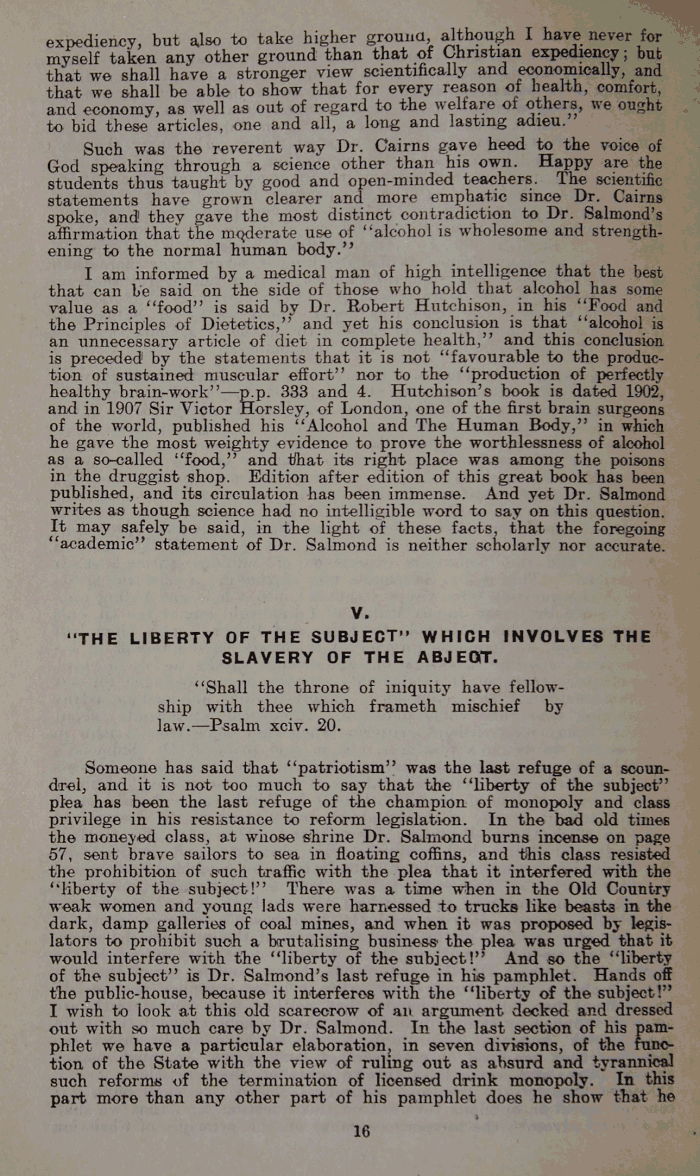 expediency, but also to take higher ground, although I have never for
myself taken any other ground than that of Christian expediency; but
that we shall have a stronger view scientifically and economically, and
that we shall be able to show that for every reason of health, comfort,
and economy, as well as out of regard to the welfare of others, we ought
to bid these articles, one and all, a long and lasting adieu.''
Such was the reverent way Dr. Cairns gave heed to the voice of
God speaking through a science other than his own. Happy are the
students thus taught by good and open-minded teachers. The scientific
statements have grown clearer and more emphatic since Dr. Cairns
spoke, and they gave the most distinct contradiction to Dr. Salmond's
affirmation that the moderate use of "alcohol is wholesome and strength-
ening to the normal human body."
I am informed by a medical man of high intelligence that the best
that can be said on the side of those who hold that alcohol has some
value as a "food" is said by Dr. Robert Hutchison, in his "Food and
the Principles of Dietetics," and yet his conclusion is that "alcohol is
an unnecessary article of diet in complete health," and this conclusion
is preceded by the statements that it is not "favourable to the produc-
tion of sustained muscular effort" nor to the "production of perfectly
healthy brain-work"—p.p. 333 and 4. Hutchison's book is dated 1902,
and in 1907 Sir Victor Horsley, of London, one of the first brain surgeons
of the world, published his "Alcohol and The Human Body," in which
he gave the most weighty evidence to prove the worthlessness of alcohol
as a so-called "food," and that its right place was among the poisons
in the druggist shop. Edition after edition of this great book has been
published, and its circulation has been immense. And yet Dr. Salmond
writes as though science had no intelligible word to say on this question.
It may safely be said, in the light of these facts, that the foregoing
"academic" statement of Dr. Salmond is neither scholarly nor accurate.
V.
"THE LIBERTY OF THE SUBJECT" WHICH INVOLVES THE
SLAVERY OF THE ABJECT.
"Shall the throne of iniquity have fellow-
ship with thee which frameth mischief by
law.—Psalm xciv. 20.
Someone has said that "patriotism" was the last refuge of a scoun-
drel, and it is not too much to say that the "liberty of the subject"
plea has been the last refuge of the champion of monopoly and class
privilege in his resistance to reform legislation. In the bad old times
the moneyed class, at whose shrine Dr. Salmond burns incense on page
57, sent brave sailors to sea in floating coffins, and this class resisted
the prohibition of such traffic with the plea that it interfered with the
"liberty of the subject!" There was a time when in the Old Country
weak women and young lads were harnessed to trucks like beasts in the
dark, damp galleries of coal mines, and when it was proposed by legis-
lators to prohibit such a brutalising business the plea was urged that it
would interfere with the "liberty of the subject!" And so the "liberty
of the subject" is Dr. Salmond's last refuge in his pamphlet. Hands off
the public-house, because it interferes with the "liberty of the subject!"
I wish to look at this old scarecrow of an argument decked and dressed
out with so much care by Dr. Salmond. In the last section of his pam-
phlet we have a particular elaboration, in seven divisions, of the func-
tion of the State with the view of ruling out as absurd and tyrannical
such reforms of the termination of licensed drink monopoly. In this
part more than any other part of his pamphlet does he show that he
16